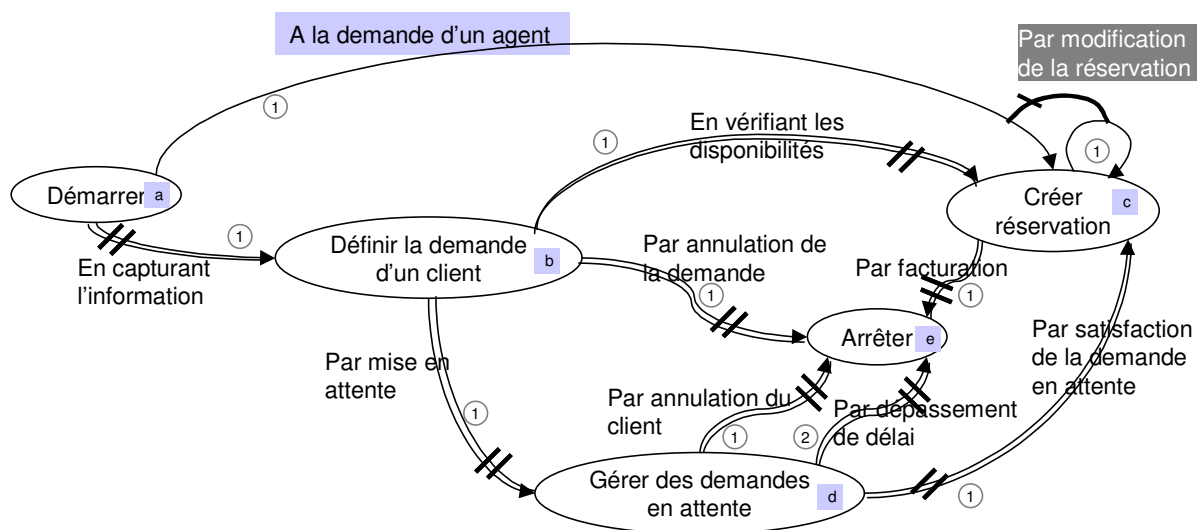 A la demande d'un agent
Par modification
de la réservation
1
1
En vérifiant les
disponibilités
1
Démarrer a
Créer
réservation
c
1
En capturant
l'information
Définir la demande
d'un client
b
Par annulation de
la demande
1
Par facturation
1
Arrêter e
Par mise en
attente
1
Par satisfaction
de la demande
en attente
Par annulation du
client
1
Par dépassement
de délai
2
Gérer des demandes
en attente
d
1